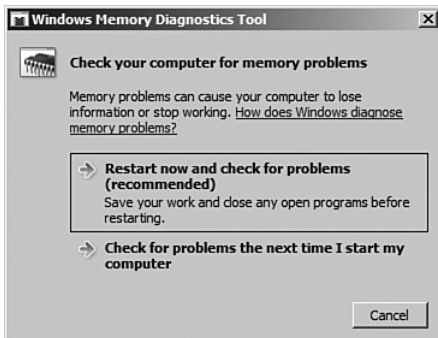 Windows Memory Diagnostics Tool
Check your computer for memory problems
Memory problems can cause your computer to lose
information or stop working. How does Windows diagnose
memory problems?
Restart now and check for problems
(recommended)
Save your work and close any open programs before
restarting.
Check for problems the next time I start my
computer
Cancel